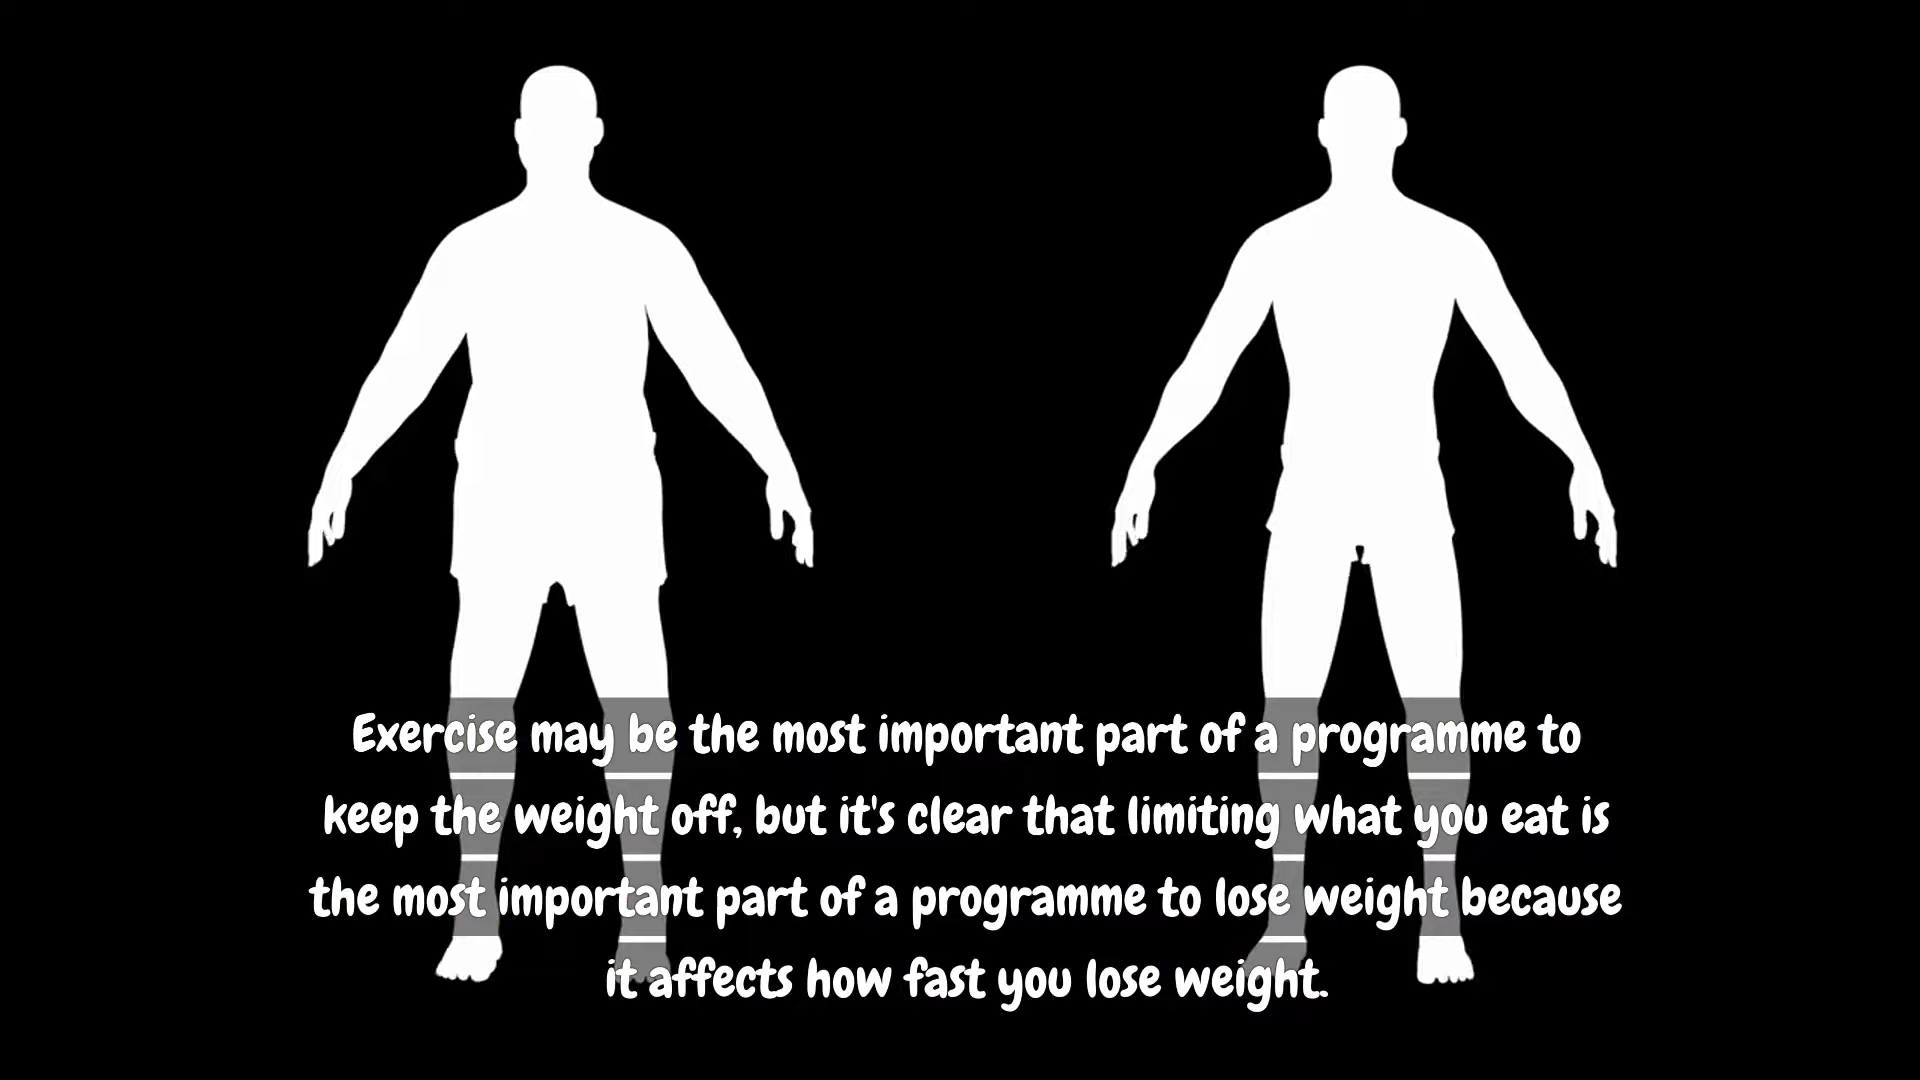 Exercise may be the most important part of a programme to
keep the weight off, but it's clear that limiting what you eat is
the most important part of a programme to lose weight because
it affects how fast you lose weight.